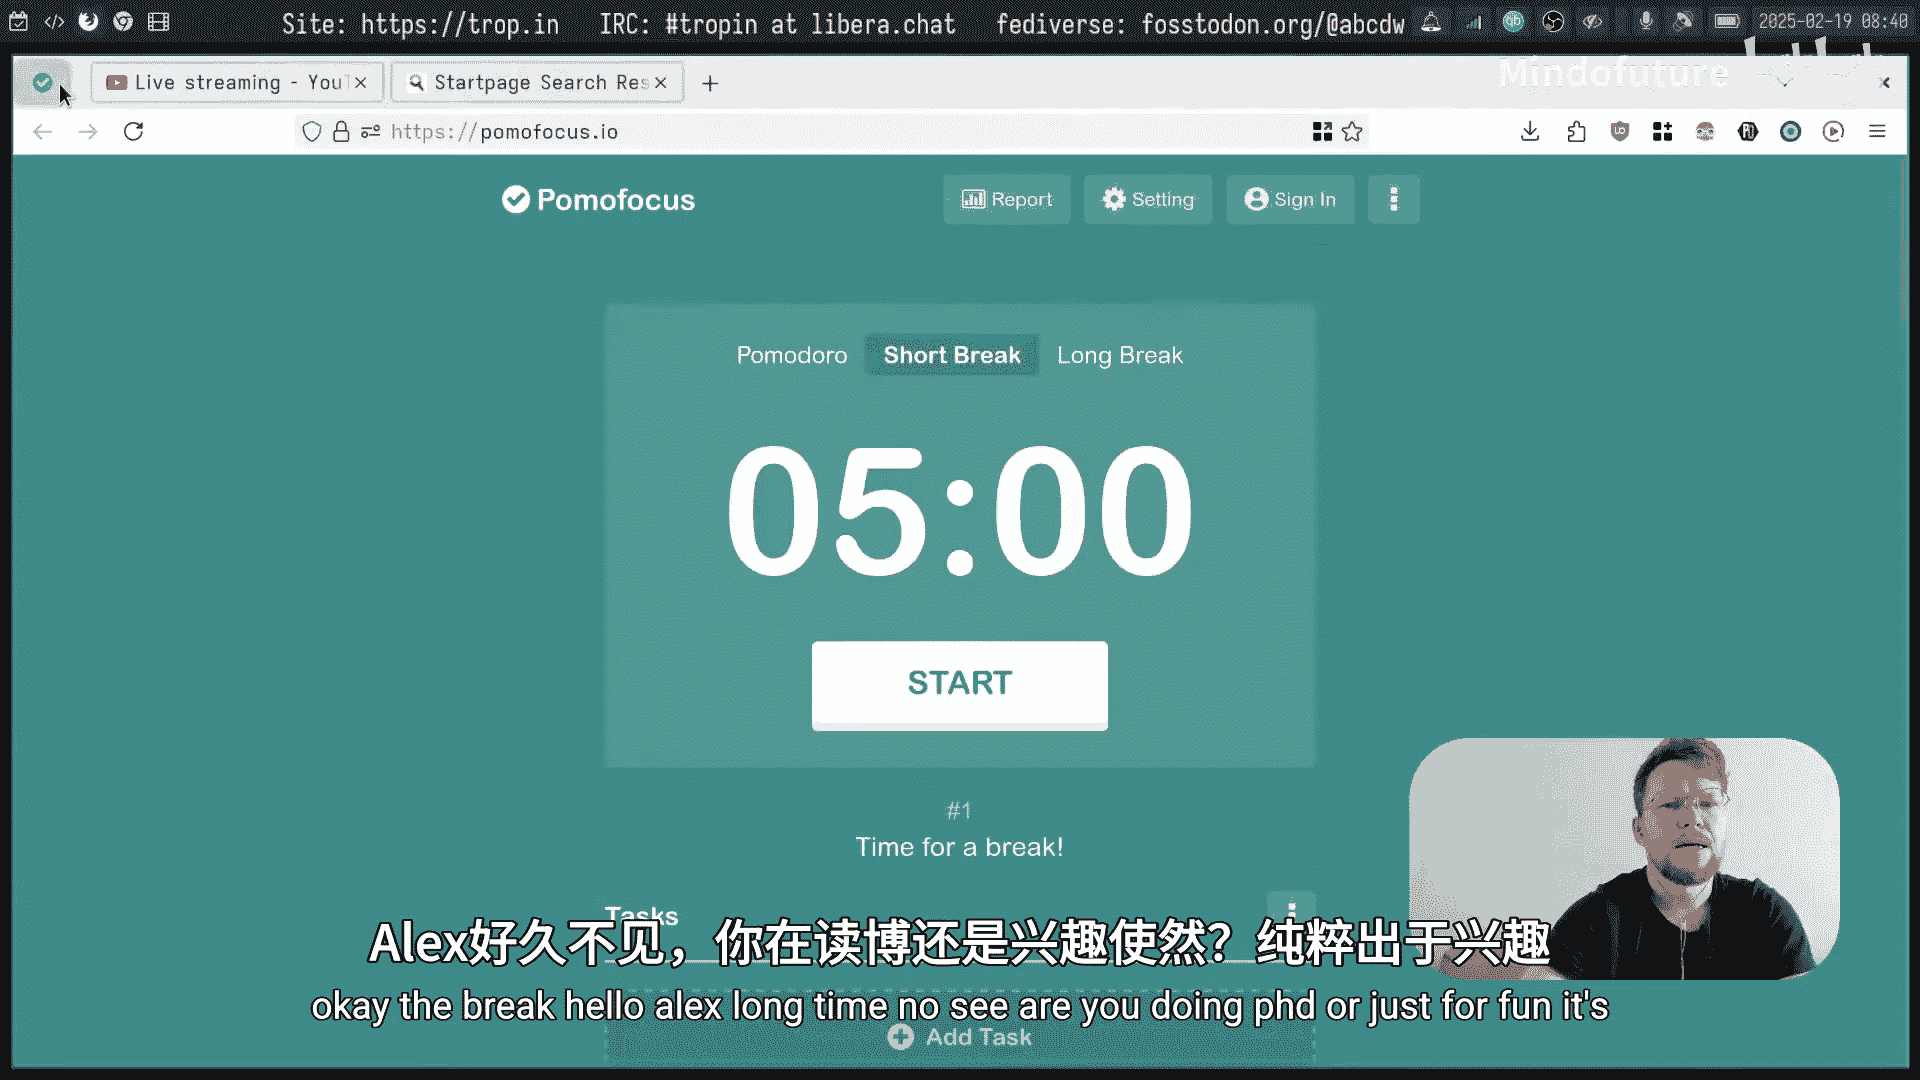 Site: https://trop.in IRC: #tropin at libera.chat fediverse: fosstodon.org/@abcdw 2025-02-19 08:40
Mindofuture
Live streaming - YouT
Startpage Search Res
https://pomofocus.io
Pomofocus
Report
Setting
Sign In
Pomodoro
Short Break
Long Break
05:00
START
#1
Time for a break!
Tasks
Alex好久不见，你在读博还是兴趣使然？纯粹出于兴趣
okay the break hello alex long time no see are you doing phd or just for fun it's
Add Task